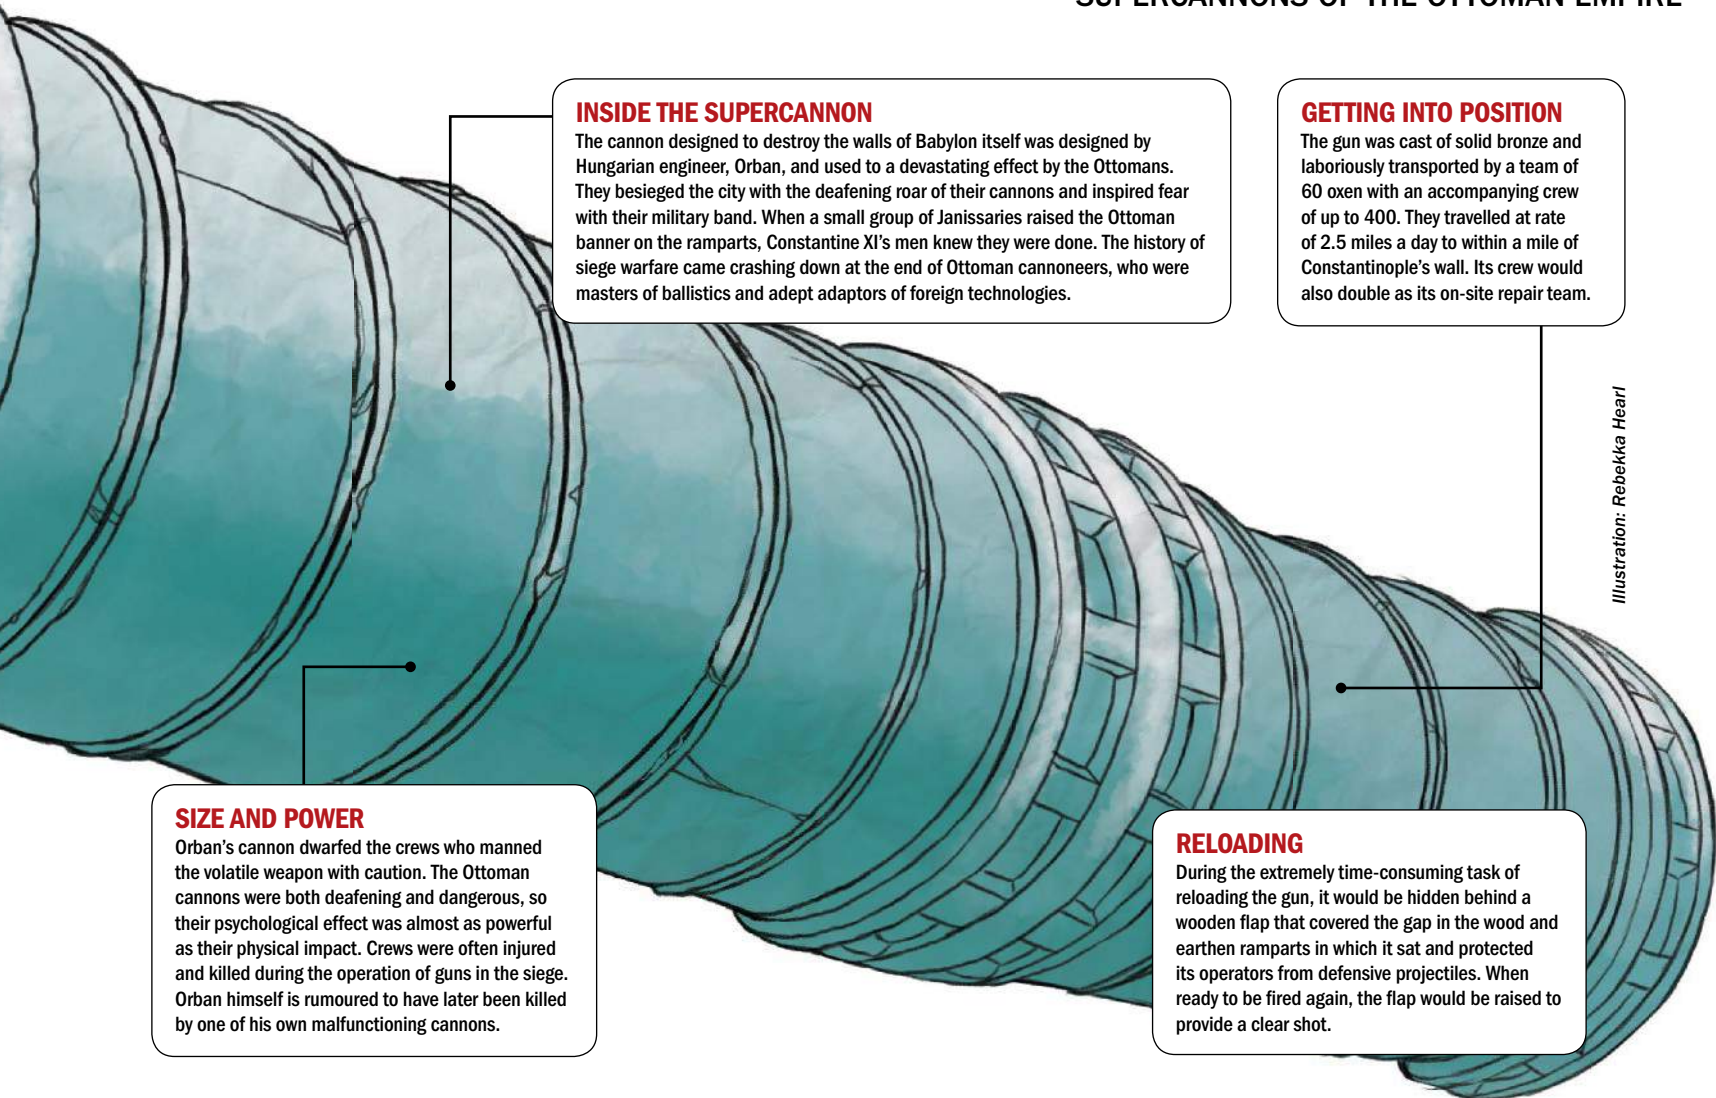 SUPERCANNONS OF THE OTTOMAN EMPIRE
INSIDE THE SUPERCANNON
The cannon designed to destroy the walls of Babylon itself was designed by
Hungarian engineer, Orban, and used to a devastating effect by the Ottomans.
They besieged the city with the deafening roar of their cannons and inspired fear
with their military band. When a small group of Janissaries raised the Ottoman
banner on the ramparts, Constantine XI's men knew they were done. The history of
siege warfare came crashing down at the end of Ottoman cannoneers, who were
masters of ballistics and adept adaptors of foreign technologies.
GETTING INTO POSITION
The gun was cast of solid bronze and
laboriously transported by a team of
60 oxen with an accompanying crew
of up to 400. They travelled at rate
of 2.5 miles a day to within a mile of
Constantinople's wall. Its crew would
also double as its on-site repair team.
Illustration: Rebekka Hearl
SIZE AND POWER
Orban's cannon dwarfed the crews who manned
the volatile weapon with caution. The Ottoman
cannons were both deafening and dangerous, so
their psychological effect was almost as powerful
as their physical impact. Crews were often injured
and killed during the operation of guns in the siege.
Orban himself is rumoured to have later been killed
by one of his own malfunctioning cannons.
RELOADING
During the extremely time-consuming task of
reloading the gun, it would be hidden behind a
wooden flap that covered the gap in the wood and
earthen ramparts in which it sat and protected
its operators from defensive projectiles. When
ready to be fired again, the flap would be raised to
provide a clear shot.